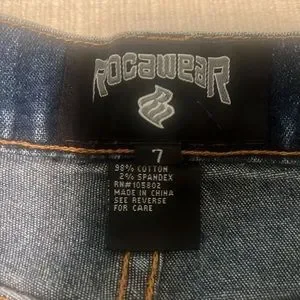 ROCAWEAR
7
98% COTTON
2% SPANDEX
RN#105802
MADE IN CHINA
SEE REVERSE
FOR CARE